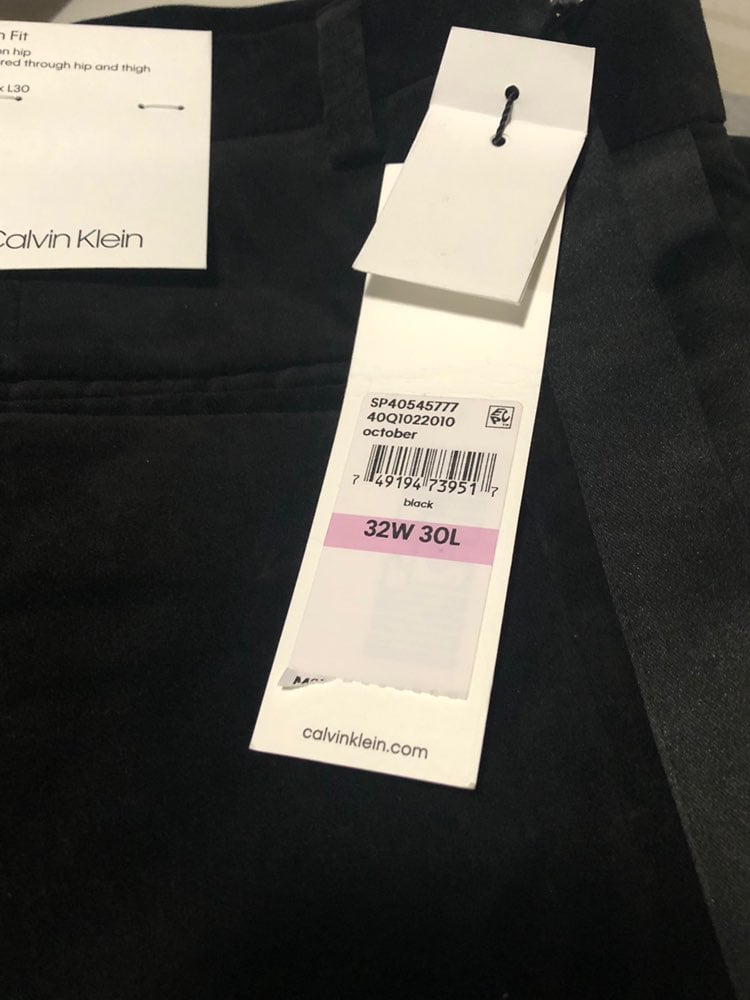 Fit
hip
through hip and thigh
L30
Calvin Klein
SP40545777
40Q1022010
october
7 49194 73951 7
black
32W 30L
calvinklein.com